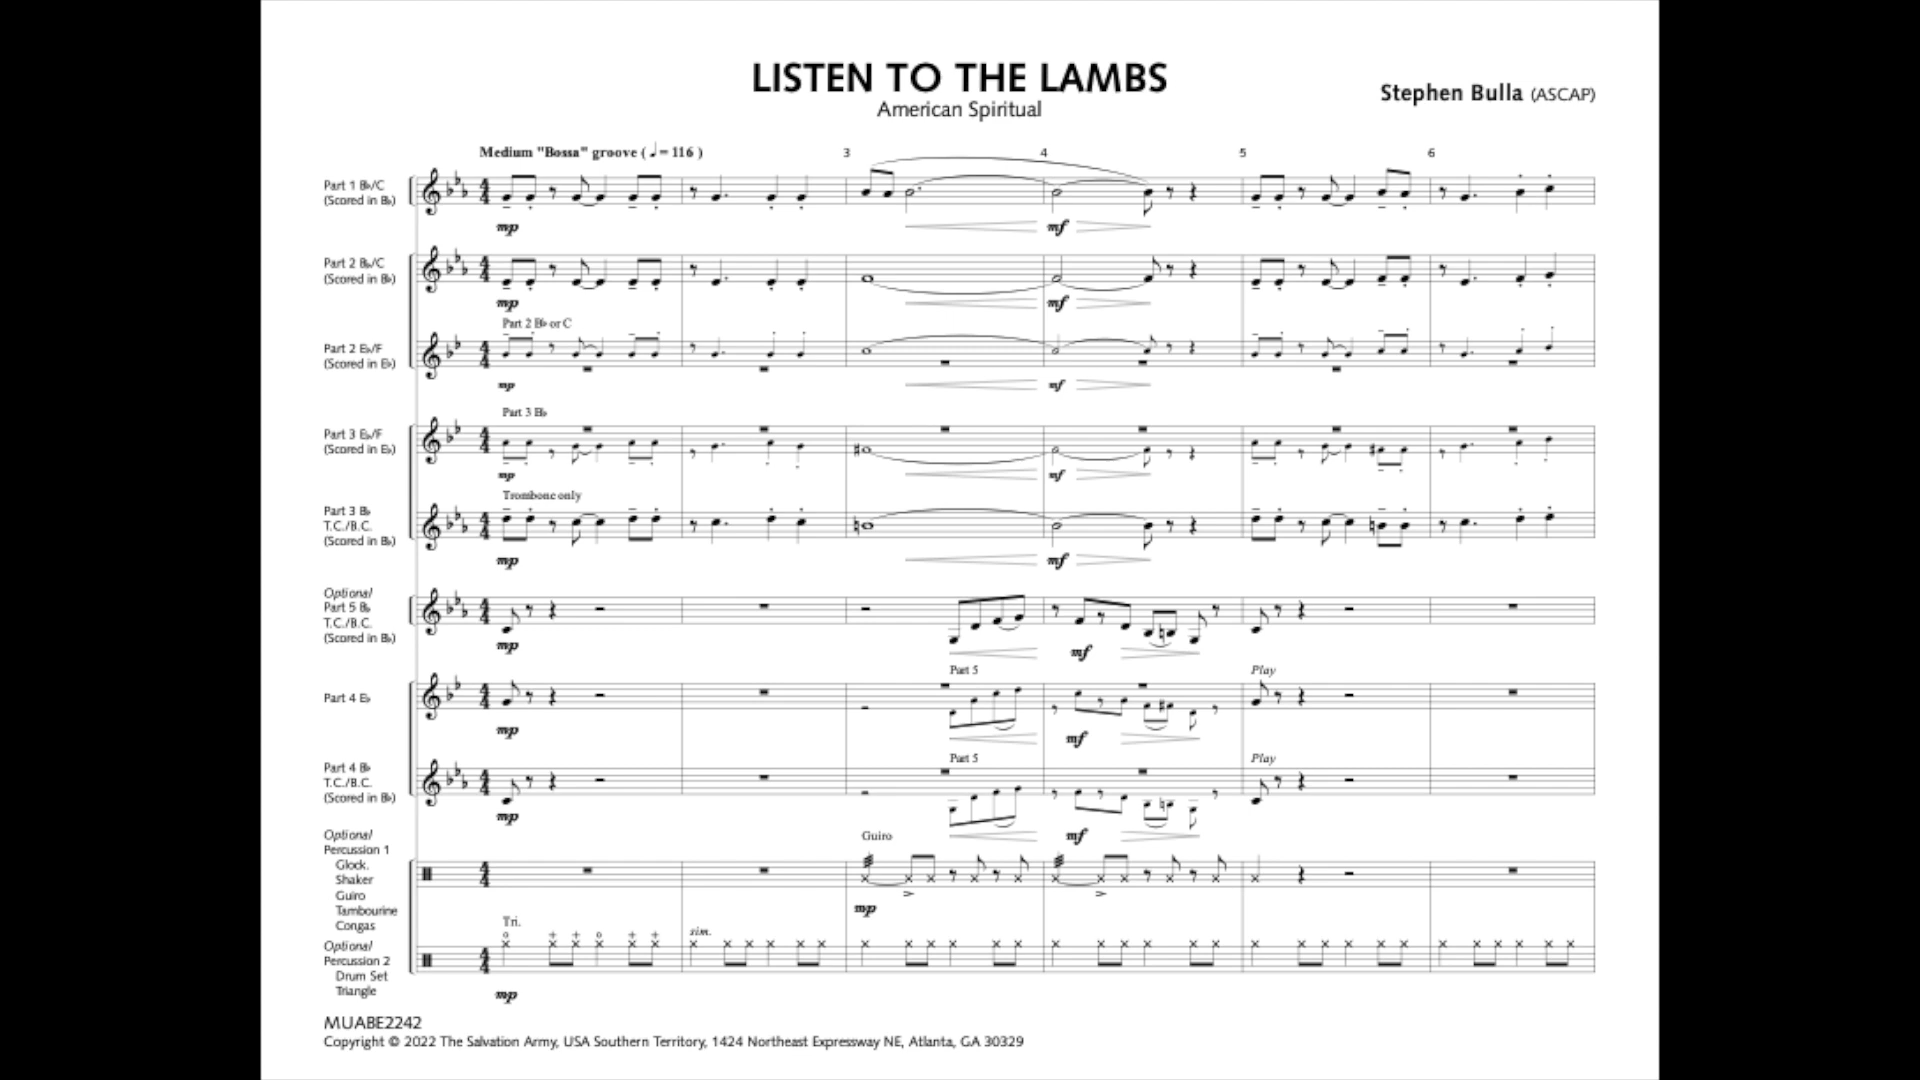 LISTEN TO THE LAMBS
American Spiritual
Stephen Bulla (ASCAP)
Medium "Bossa" groove ( ♩ = 116 )
3 4 5 6
Part 1 B♭/C
(Scored in B♭)
mp mf
Part 2 B♭/C
(Scored in B♭)
mp mf
Part 2 B♭ or C
Part 2 E♭/F
(Scored in E♭)
mp mf
Part 3 B♭
Part 3 E♭/F
(Scored in E♭)
mp mf
Trombone only
Part 3 B♭
T.C./B.C.
(Scored in B♭)
mp mf
Optional
Part 5 B♭
T.C./B.C.
(Scored in B♭)
mp mf
Part 5 Play
Part 4 E♭
mp mf
Part 5 Play
Part 4 B♭
T.C./B.C.
(Scored in B♭)
mp mf
Optional
Percussion 1
Glock.
Shaker
Guiro
Tambourine
Congas
Guiro
mp
Tri. sim.
Optional
Percussion 2
Drum Set
Triangle
mp
MUABE2242
Copyright © 2022 The Salvation Army, USA Southern Territory, 1424 Northeast Expressway NE, Atlanta, GA 30329